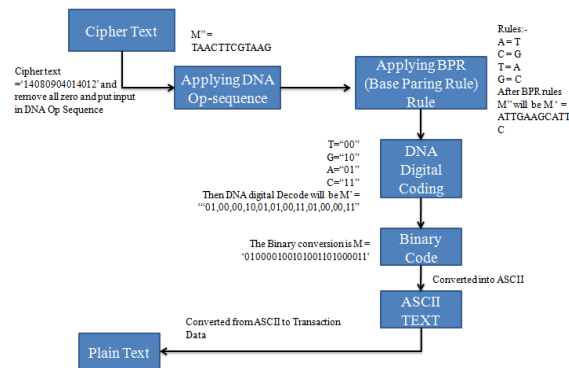 Cipher Text
M”=
TAACTTCGTAAG
Cipher text
=‘14080904014012’ and
remove all zero and put input
in DNA Op Sequence
Applying DNA
Op-sequence
Applying BPR
(Base Paring Rule)
Rule
Rules:-
A = T
C = G
T = A
G = C
After BPR rules
M” will be M ‘ =
ATTGAAGCATT
C
T=“00”
G=“10”
A=“01”
C=“11”
Then DNA digital Decode will be M’ =
““01,00,00,10,01,01,00,11,01,00,00,11”
DNA
Digital
Coding
The Binary conversion is M =
‘010000100101001101000011’
Binary
Code
Converted into ASCII
ASCII
TEXT
Converted from ASCII to Transaction
Data
Plain Text